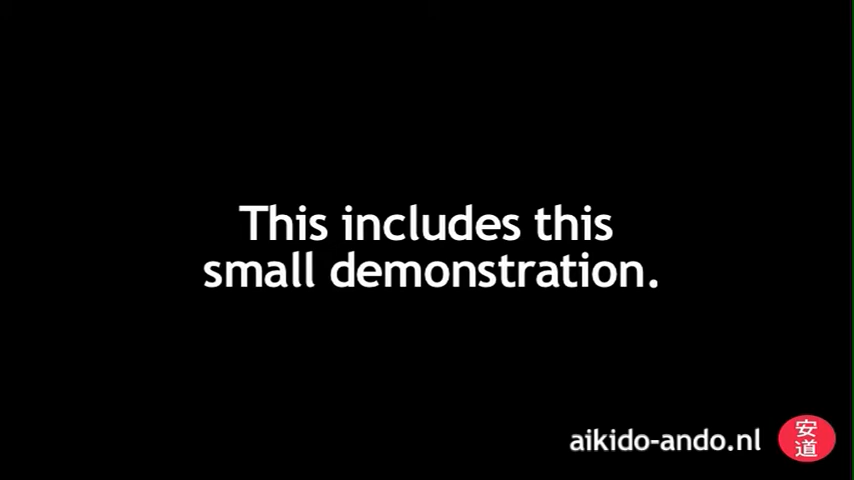 This includes this
small demonstration.
aikido-ando.nl
安
道